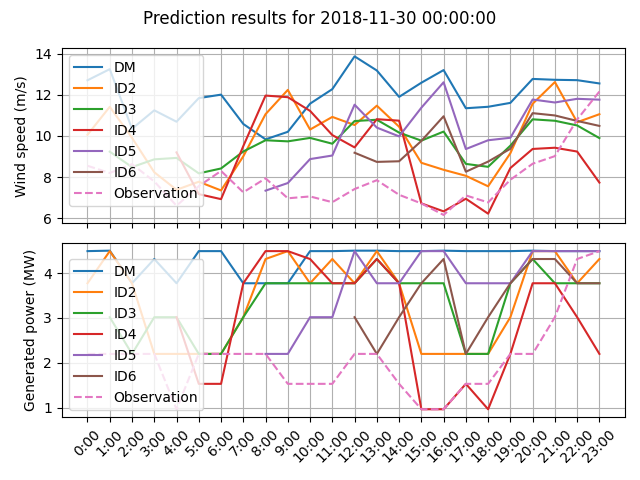 Prediction results for 2018-11-30 00:00:00
Wind speed (m/s)
14
12
10
8
6
DM
ID2
ID3
ID4
ID5
ID6
Observation
Generated power (MW)
4
3
2
1
DM
ID2
ID3
ID4
ID5
ID6
Observation
0:00 1:00 2:00 3:00 4:00 5:00 6:00 7:00 8:00 9:00 10:00 11:00 12:00 13:00 14:00 15:00 16:00 17:00 18:00 19:00 20:00 21:00 22:00 23:00